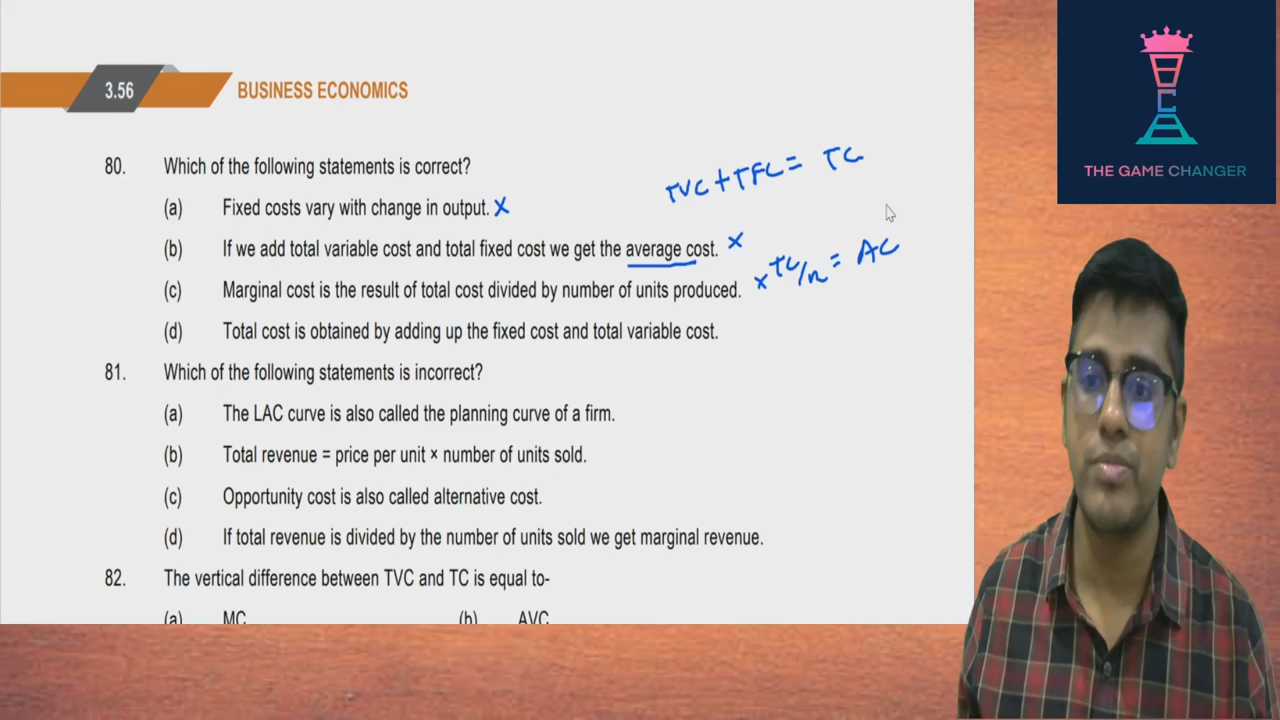 3.56 BUSINESS ECONOMICS
80. Which of the following statements is correct?
TVC + TFC = TC
(a) Fixed costs vary with change in output. x
(b) If we add total variable cost and total fixed cost we get the average cost. x
x TC/n = AC
(c) Marginal cost is the result of total cost divided by number of units produced.
(d) Total cost is obtained by adding up the fixed cost and total variable cost.
81. Which of the following statements is incorrect?
(a) The LAC curve is also called the planning curve of a firm.
(b) Total revenue = price per unit × number of units sold.
(c) Opportunity cost is also called alternative cost.
(d) If total revenue is divided by the number of units sold we get marginal revenue.
82. The vertical difference between TVC and TC is equal to-
(a) MC (b) AVC
THE GAME CHANGER